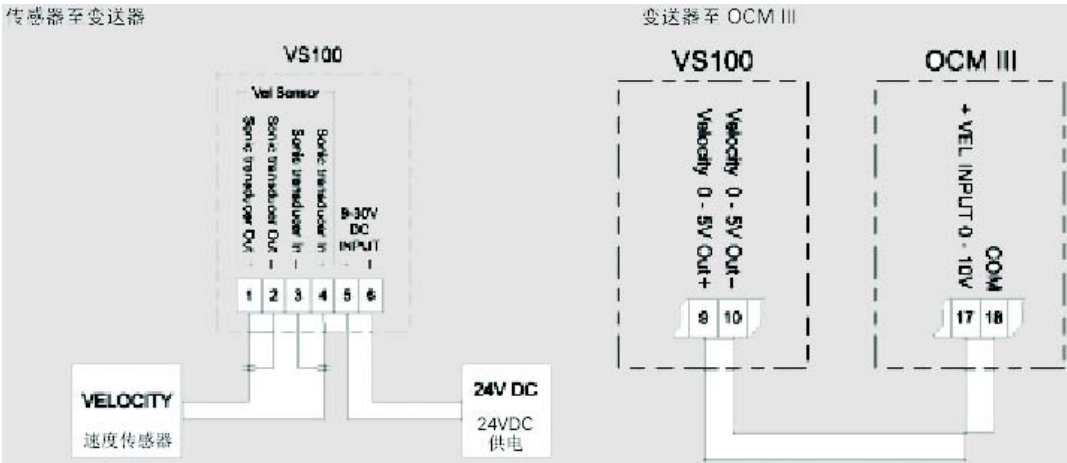 传感器至变送器
VS100
Vel Sensor
Sonic transducer Out
Sonic transducer Out
Sonic transducer In
Sonic transducer In
9-30V
DC
INPUT
1 2 3 4 5 6
VELOCITY
速度传感器
24V DC
24VDC
供电
变送器至 OCM III
VS100
Velocity 0 - 5V Out+
Velocity 0 - 5V Out-
9 10
OCM III
+ VEL INPUT 0 - 10V
COM
17 18